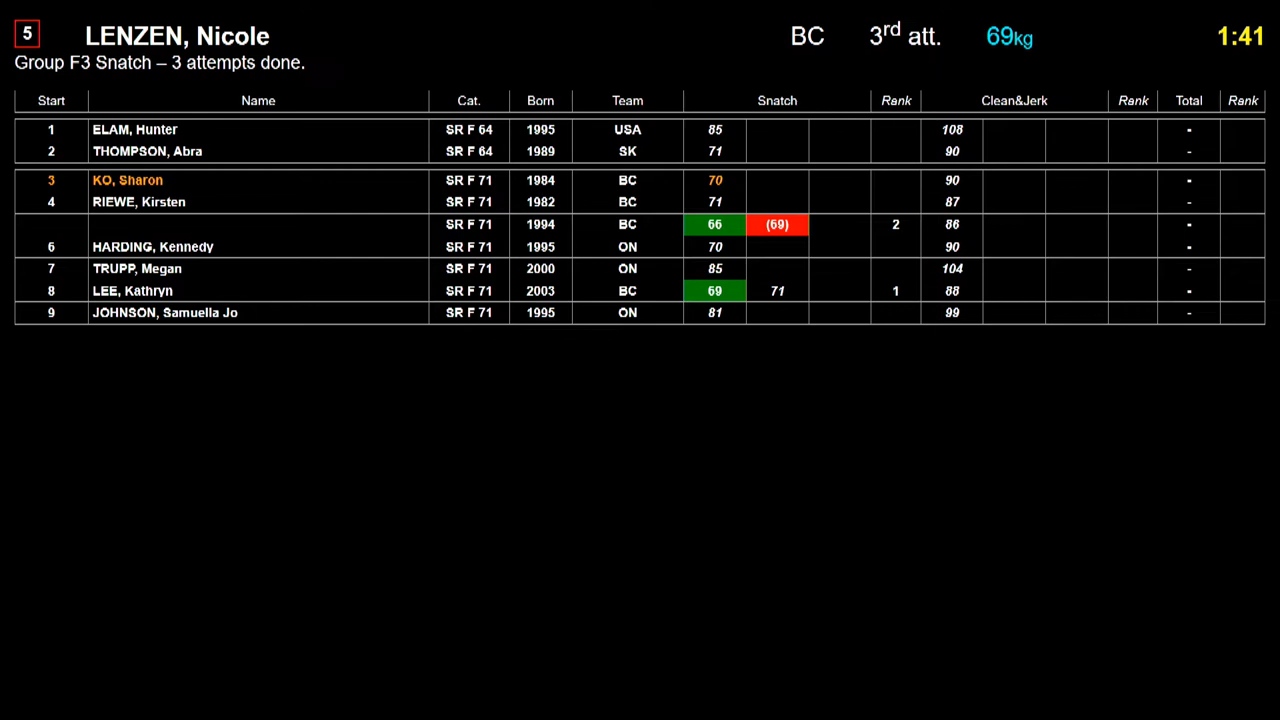 5 LENZEN, Nicole BC 3rd att. 69kg 1:41
Group F3 Snatch – 3 attempts done.
Start Name Cat. Born Team Snatch Rank Clean&Jerk Rank Total Rank
1 ELAM, Hunter SR F 64 1995 USA 85 108 -
2 THOMPSON, Abra SR F 64 1989 SK 71 90 -
3 KO, Sharon SR F 71 1984 BC 70 90 -
4 RIEWE, Kirsten SR F 71 1982 BC 71 87 -
SR F 71 1994 BC 66 (69) 2 86 -
6 HARDING, Kennedy SR F 71 1995 ON 70 90 -
7 TRUPP, Megan SR F 71 2000 ON 85 104 -
8 LEE, Kathryn SR F 71 2003 BC 69 71 1 88 -
9 JOHNSON, Samuella Jo SR F 71 1995 ON 81 99 -